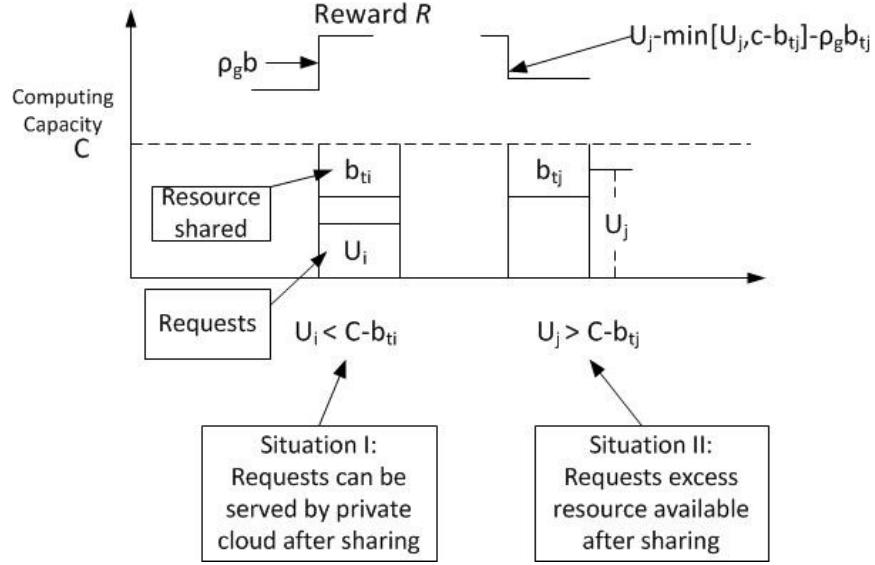 Reward R
ρgb
Uj-min[Uj,c-btj]-ρgbtj
Computing
Capacity
C
bti
btj
Resource
shared
Ui
Uj
Requests
Ui < C-bti
Uj > C-btj
Situation I:
Requests can be
served by private
cloud after sharing
Situation II:
Requests excess
resource available
after sharing